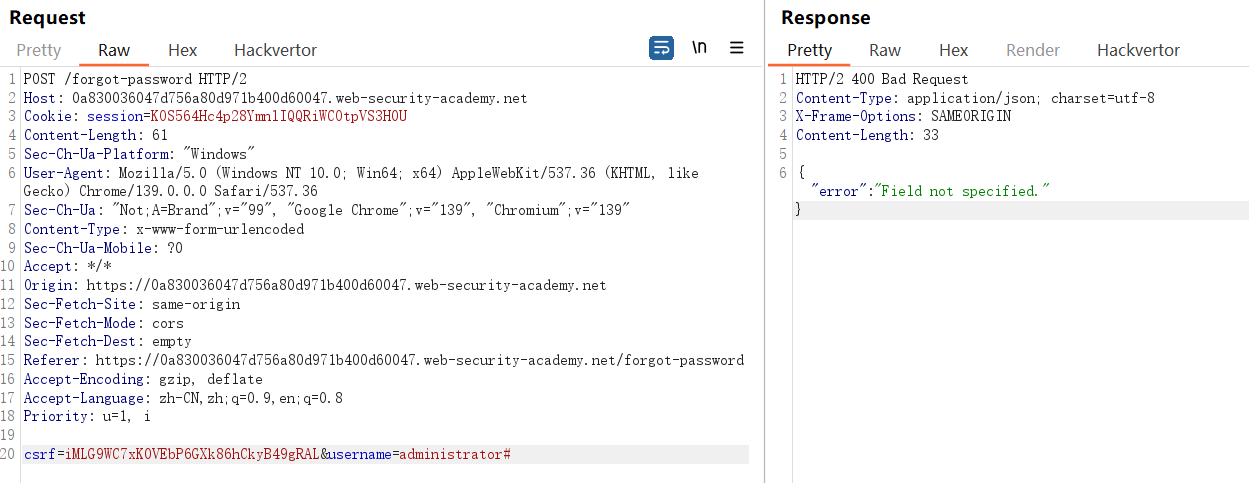 Request
Pretty Raw Hex Hackvertor \n
1 POST /forgot-password HTTP/2
2 Host: 0a830036047d756a80d971b400d60047.web-security-academy.net
3 Cookie: session=K0S564Hc4p28YmnlIQQRiWC0tpVS3H0U
4 Content-Length: 61
5 Sec-Ch-Ua-Platform: "Windows"
6 User-Agent: Mozilla/5.0 (Windows NT 10.0; Win64; x64) AppleWebKit/537.36 (KHTML, like
Gecko) Chrome/139.0.0.0 Safari/537.36
7 Sec-Ch-Ua: "Not;A=Brand";v="99", "Google Chrome";v="139", "Chromium";v="139"
8 Content-Type: x-www-form-urlencoded
9 Sec-Ch-Ua-Mobile: ?0
10 Accept: */*
11 Origin: https://0a830036047d756a80d971b400d60047.web-security-academy.net
12 Sec-Fetch-Site: same-origin
13 Sec-Fetch-Mode: cors
14 Sec-Fetch-Dest: empty
15 Referer: https://0a830036047d756a80d971b400d60047.web-security-academy.net/forgot-password
16 Accept-Encoding: gzip, deflate
17 Accept-Language: zh-CN,zh;q=0.9,en;q=0.8
18 Priority: u=1, i
19
20 csrf=iMLG9WC7xK0VEbP6GXk86hCkyB49gRAL&username=administrator#
Response
Pretty Raw Hex Render Hackvertor
1 HTTP/2 400 Bad Request
2 Content-Type: application/json; charset=utf-8
3 X-Frame-Options: SAMEORIGIN
4 Content-Length: 33
5
6 {
"error":"Field not specified."
}